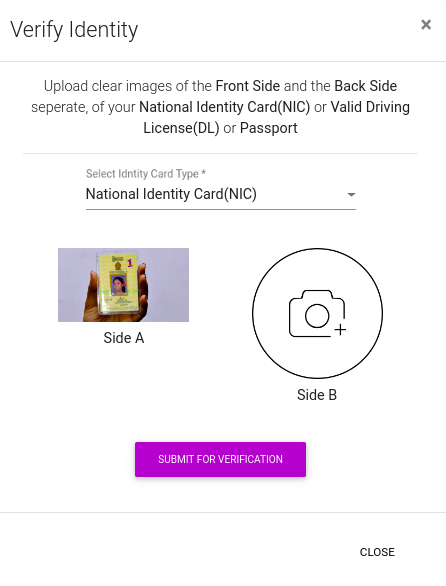 Verify Identity
×
Upload clear images of the Front Side and the Back Side
seperate, of your National Identity Card(NIC) or Valid Driving
License(DL) or Passport
Select Idntity Card Type *
National Identity Card(NIC)
1
Side A
Side B
SUBMIT FOR VERIFICATION
CLOSE